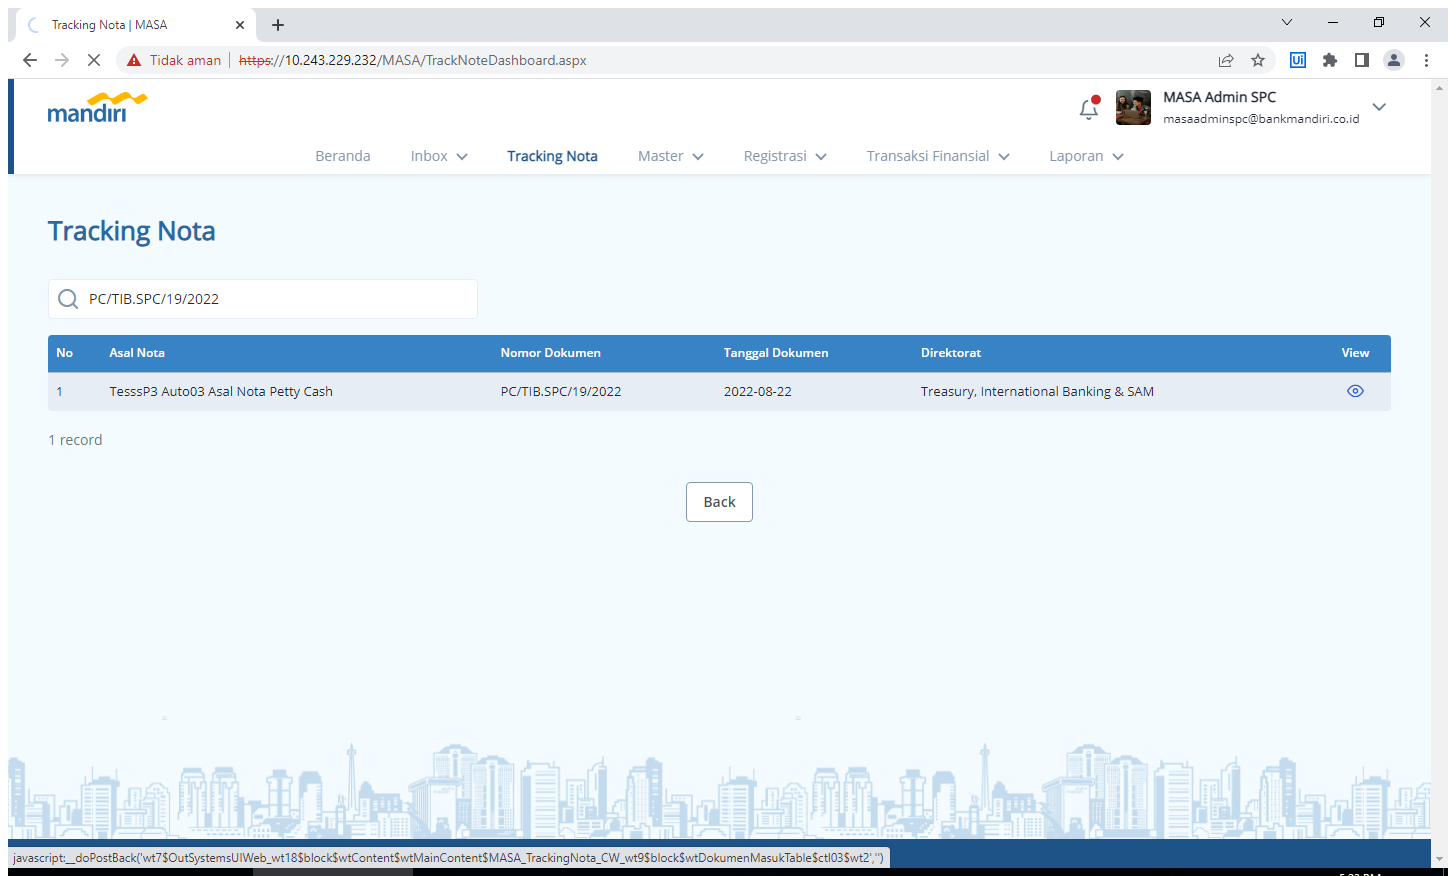 Tracking Nota | MASA
Tidak aman https://10.243.229.232/MASA/TrackNoteDashboard.aspx
mandiri
MASA Admin SPC
masaadminspc@bankmandiri.co.id
Beranda Inbox Tracking Nota Master Registrasi Transaksi Finansial Laporan
Tracking Nota
PC/TIB.SPC/19/2022
No Asal Nota Nomor Dokumen Tanggal Dokumen Direktorat View
1 TesssP3 Auto03 Asal Nota Petty Cash PC/TIB.SPC/19/2022 2022-08-22 Treasury, International Banking & SAM
1 record
Back
javascript:__doPostBack('wt7$OutSystemsUIWeb_wt18$block$wtContent$wtMainContent$MASA_TrackingNota_CW_wt9$block$wtDokumenMasukTable$ctl03$wt2','')